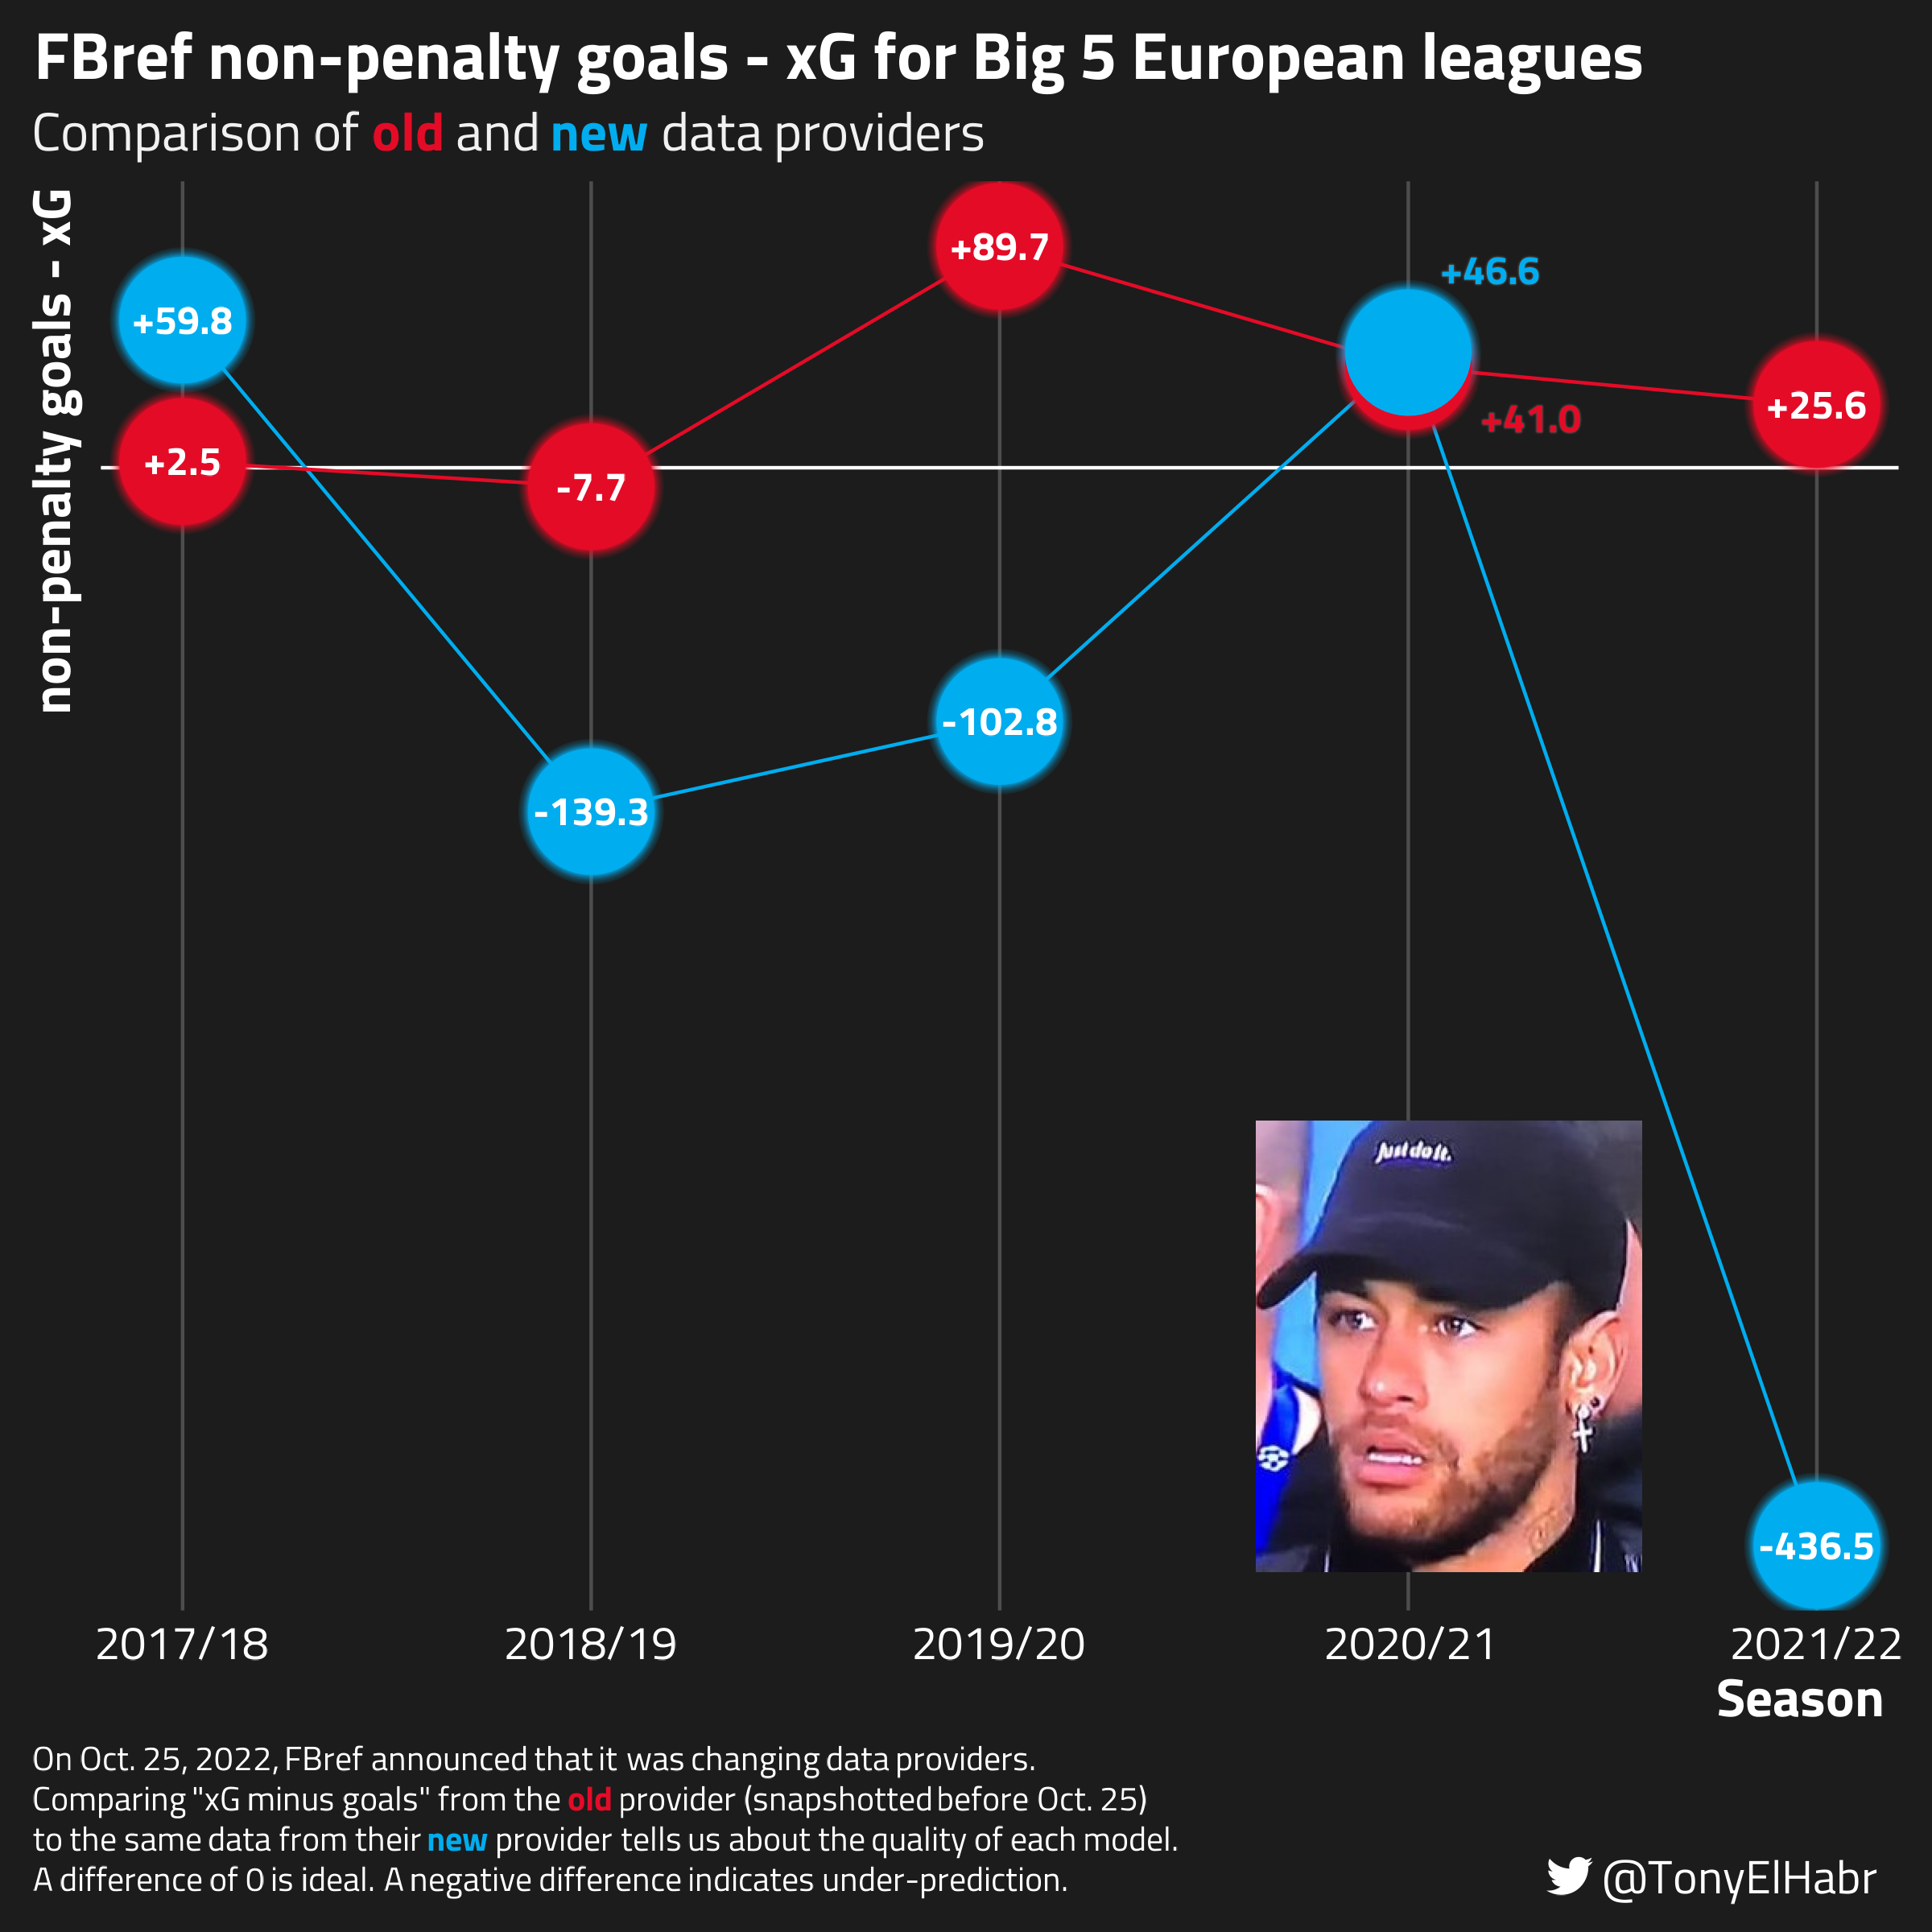 FBref non-penalty goals - xG for Big 5 European leagues
Comparison of old and new data providers
non-penalty goals - xG
+59.8
+2.5
-7.7
-139.3
+89.7
-102.8
+46.6
+41.0
+25.6
-436.5
Just do it.
2017/18
2018/19
2019/20
2020/21
2021/22
Season
On Oct. 25, 2022, FBref announced that it was changing data providers.
Comparing "xG minus goals" from the old provider (snapshotted before Oct. 25)
to the same data from their new provider tells us about the quality of each model.
A difference of 0 is ideal. A negative difference indicates under-prediction.
@TonyElHabr